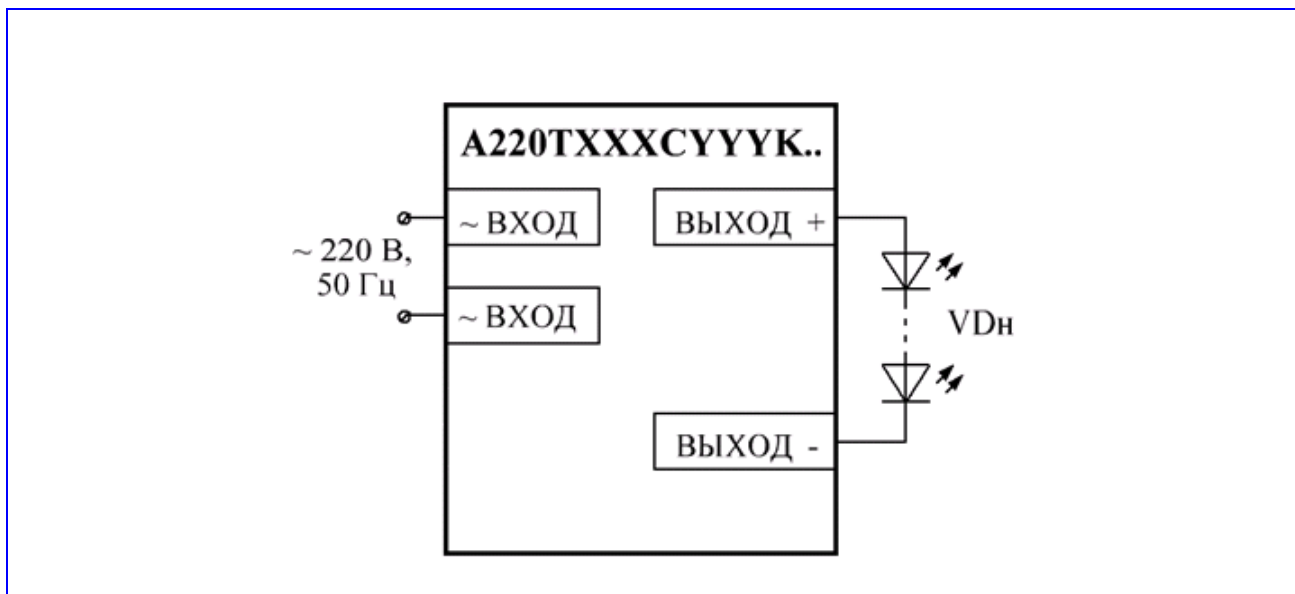 A220TXXXCYYYK..
~ ВХОД
ВЫХОД +
~ 220 В,
50 Гц
~ ВХОД
VDн
ВЫХОД -